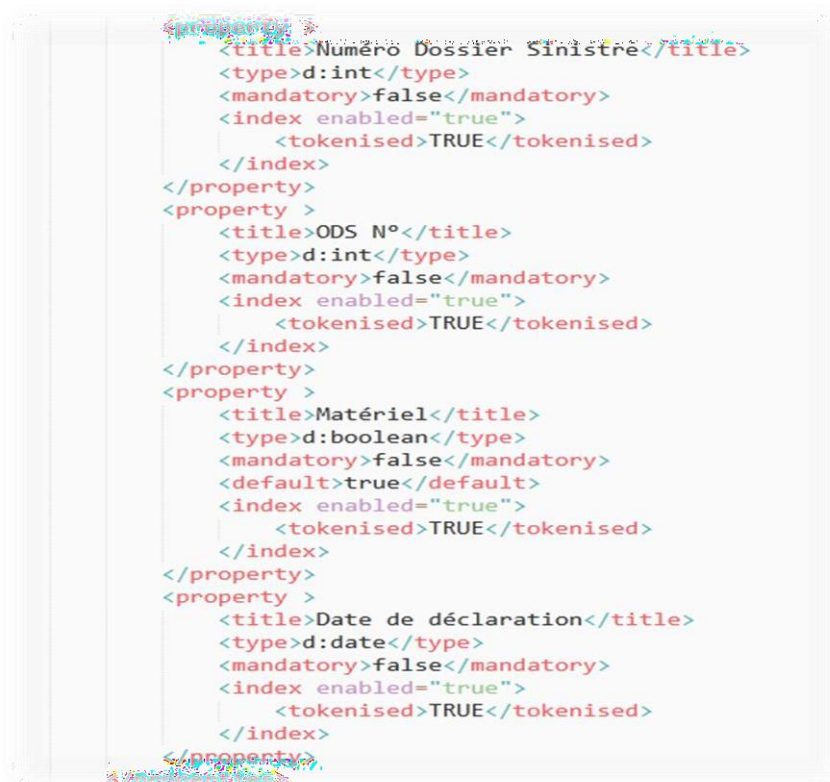 <property >
<title>Numéro Dossier Sinistre</title>
<type>d:int</type>
<mandatory>false</mandatory>
<index enabled="true">
<tokenised>TRUE</tokenised>
</index>
</property>
<property >
<title>ODS N°</title>
<type>d:int</type>
<mandatory>false</mandatory>
<index enabled="true">
<tokenised>TRUE</tokenised>
</index>
</property>
<property >
<title>Matériel</title>
<type>d:boolean</type>
<mandatory>false</mandatory>
<default>true</default>
<index enabled="true">
<tokenised>TRUE</tokenised>
</index>
</property>
<property >
<title>Date de déclaration</title>
<type>d:date</type>
<mandatory>false</mandatory>
<index enabled="true">
<tokenised>TRUE</tokenised>
</index>
</property>